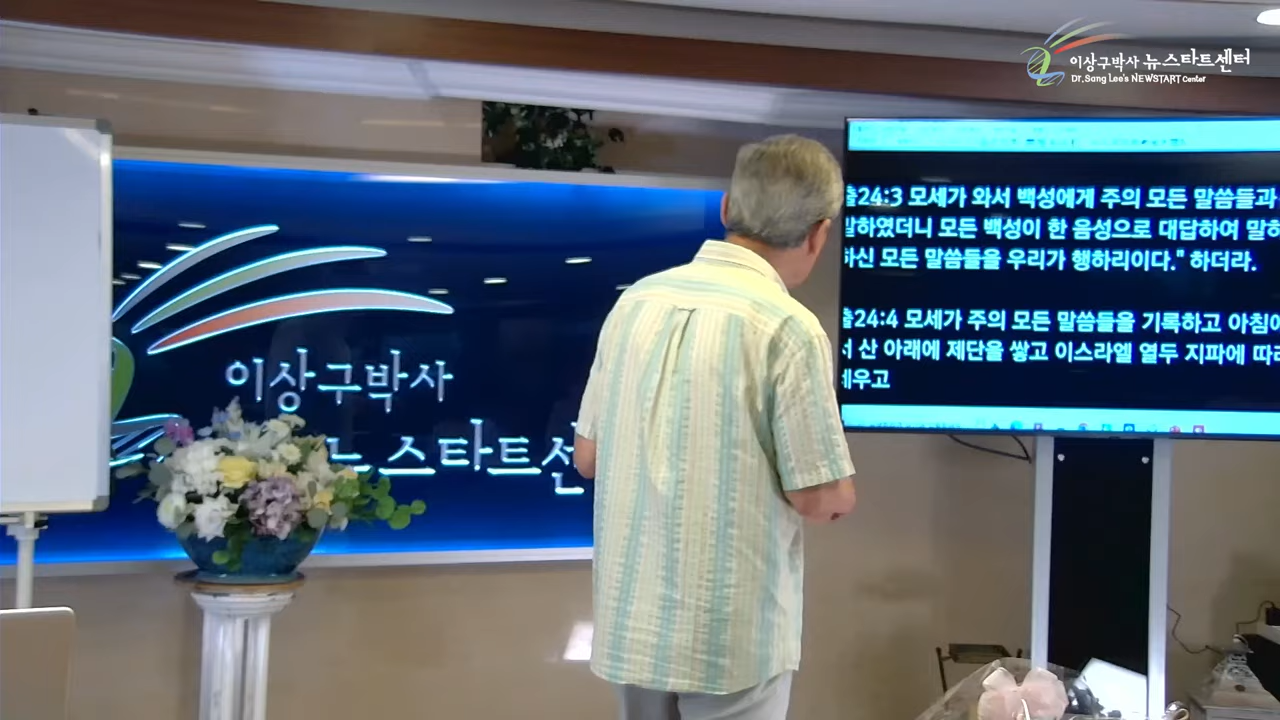 이상구박사 뉴스타트센터
Dr. Sang Lee's NEWSTART Center
24:3 모세가 와서 백성에게 주의 모든 말씀들과
말하였더니 모든 백성이 한 음성으로 대답하여 말하
하신 모든 말씀들을 우리가 행하리이다." 하더라.
24:4 모세가 주의 모든 말씀들을 기록하고 아침에
산 아래에 제단을 쌓고 이스라엘 열두 지파에 따라
세우고
이상구박사
뉴스타트센